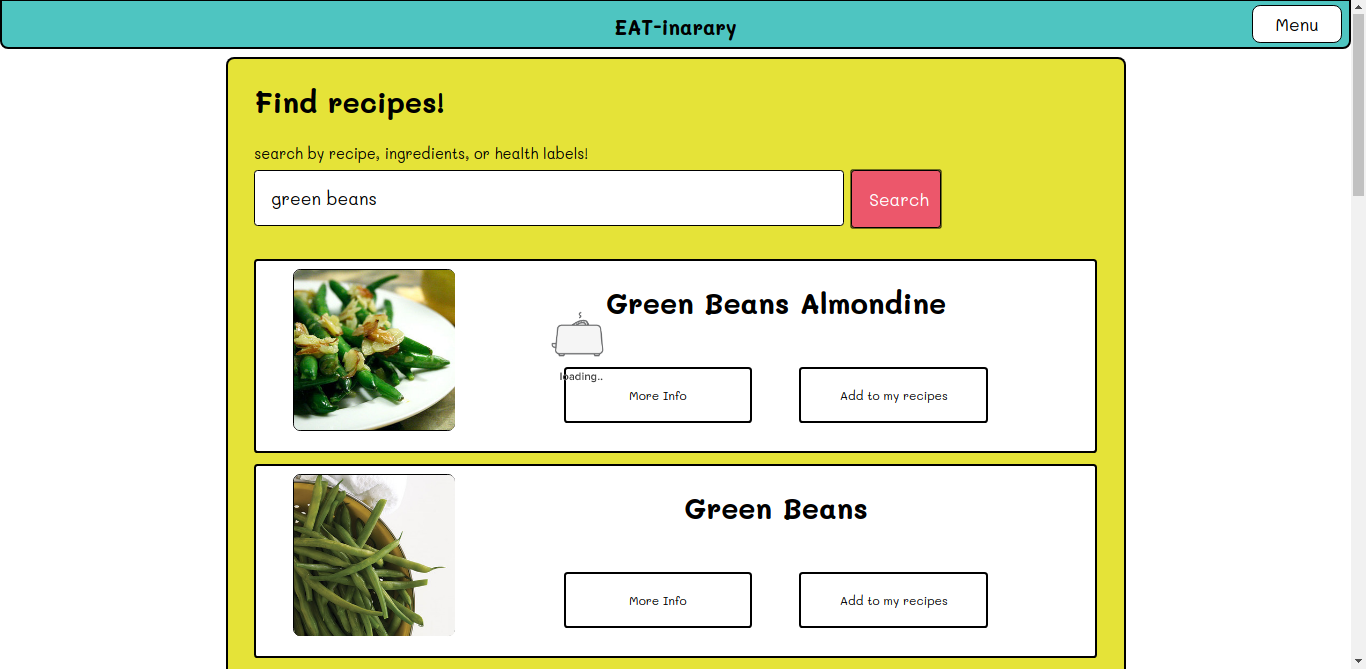 EAT-inarary
Menu
Find recipes!
search by recipe, ingredients, or health labels!
green beans
Search
Green Beans Almondine
loading..
More Info
Add to my recipes
Green Beans
More Info
Add to my recipes